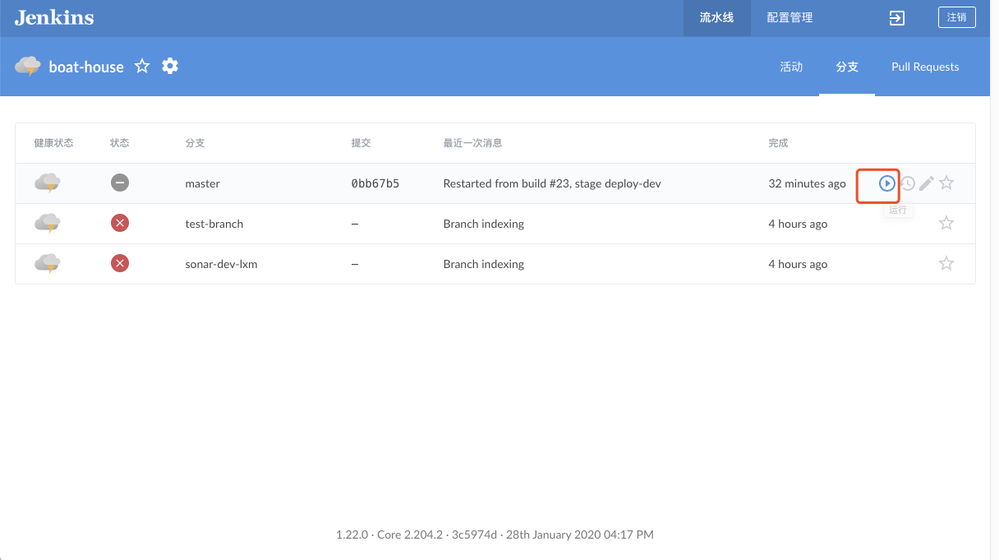 Jenkins 流水线 配置管理 注销
boat-house 活动 分支 Pull Requests
健康状态 状态 分支 提交 最近一次消息 完成
master 0bb67b5 Restarted from build #23, stage deploy-dev 32 minutes ago
运行
test-branch – Branch indexing 4 hours ago
sonar-dev-lxm – Branch indexing 4 hours ago
1.22.0 · Core 2.204.2 · 3c5974d · 28th January 2020 04:17 PM